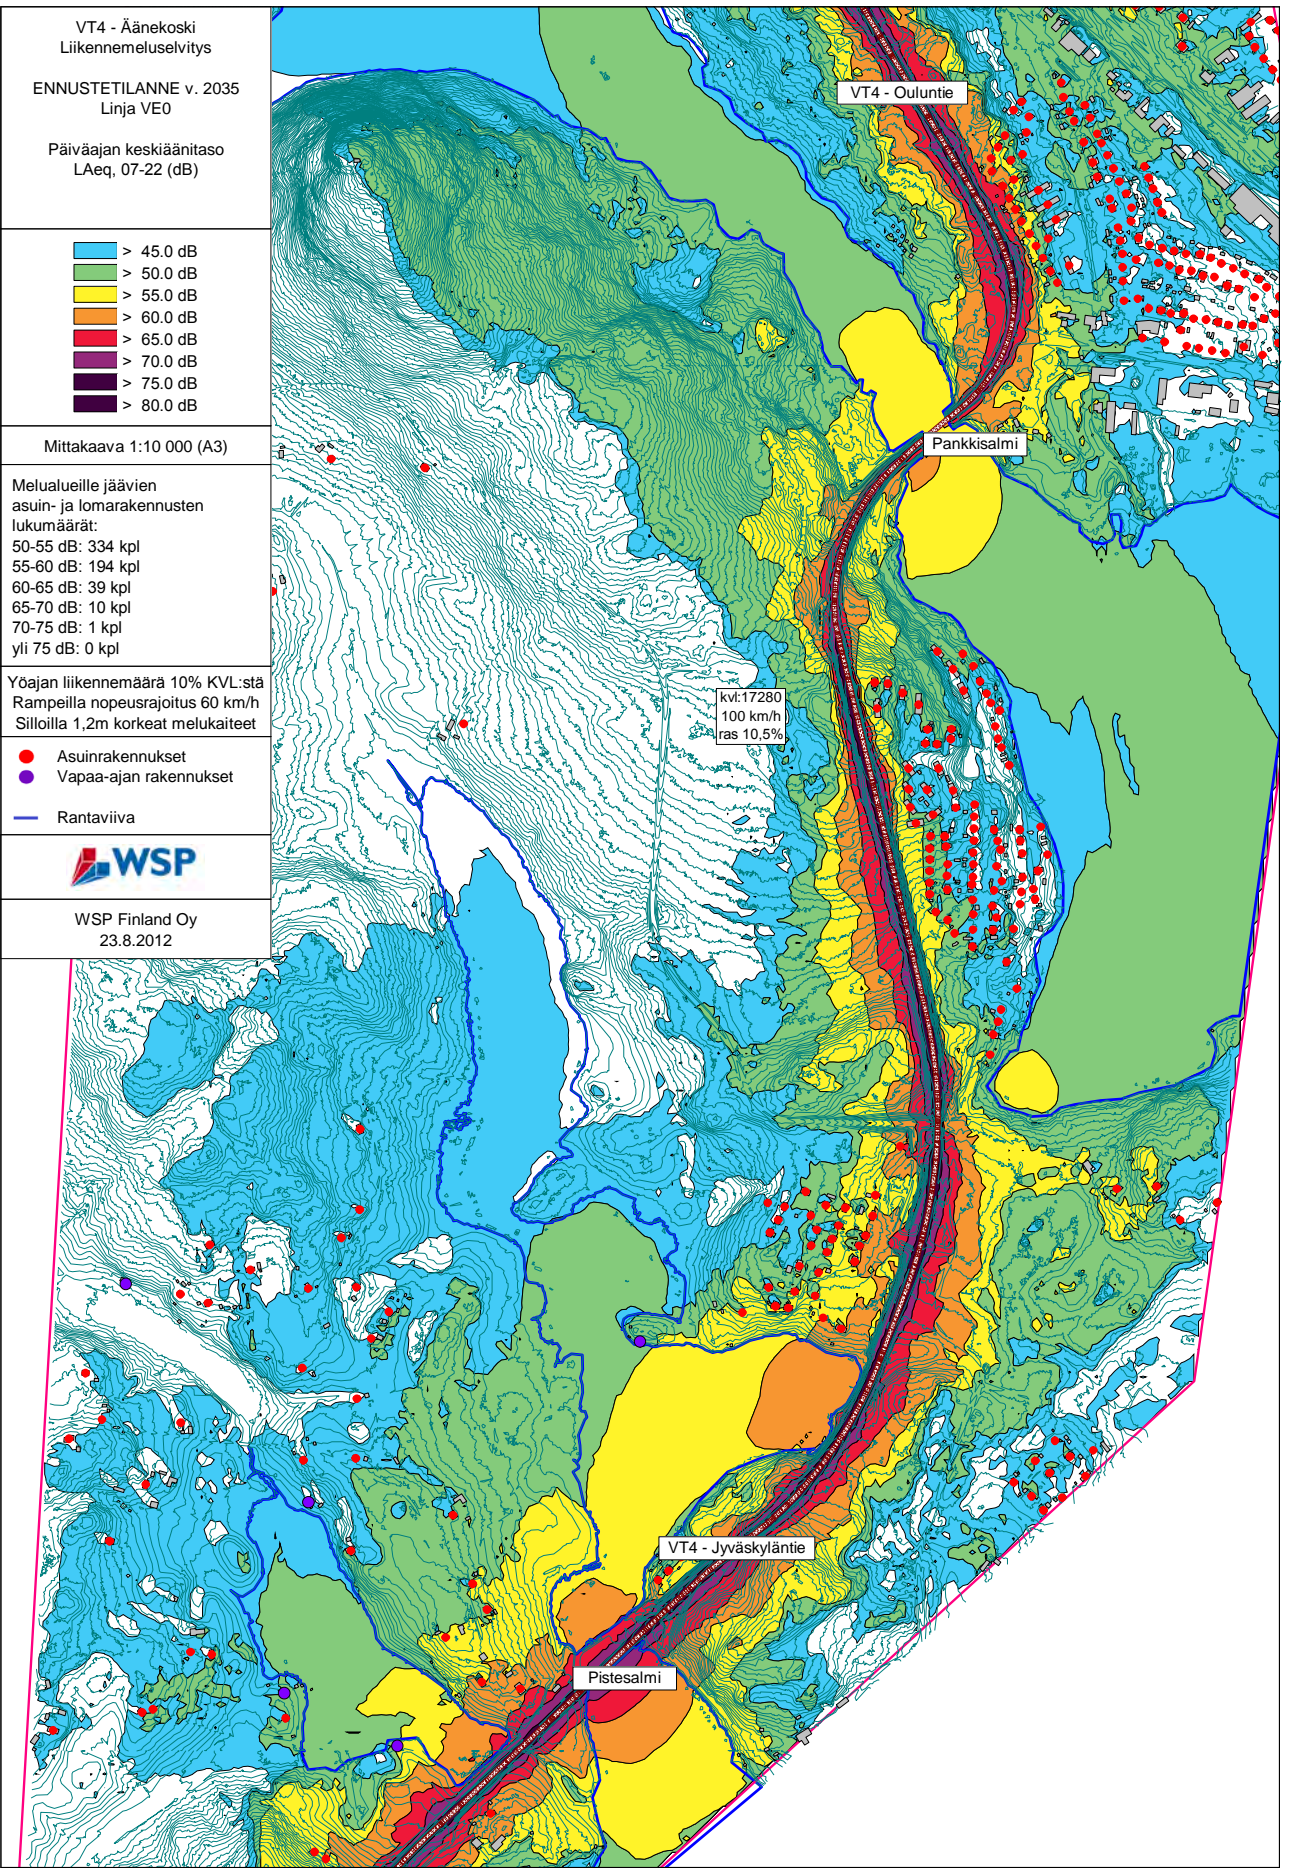 VT4 - Äänekoski
Liikennemeluselvitys
ENNUSTETILANNE v. 2035
Linja VE0
Päiväajan keskiäänitaso
LAeq, 07-22 (dB)
> 45.0 dB
> 50.0 dB
> 55.0 dB
> 60.0 dB
> 65.0 dB
> 70.0 dB
> 75.0 dB
> 80.0 dB
Mittakaava 1:10 000 (A3)
Melualueille jäävien
asuin- ja lomarakennusten
lukumäärät:
50-55 dB: 334 kpl
55-60 dB: 194 kpl
60-65 dB: 39 kpl
65-70 dB: 10 kpl
70-75 dB: 1 kpl
yli 75 dB: 0 kpl
Yöajan liikennemäärä 10% KVL:stä
Rampeilla nopeusrajoitus 60 km/h
Silloilla 1,2m korkeat melukaiteet
Asuinrakennukset
Vapaa-ajan rakennukset
Rantaviiva
WSP
WSP Finland Oy
23.8.2012
VT4 - Ouluntie
Pankkisalmi
kvl:17280
100 km/h
ras 10,5%
VT4 - Jyväskyläntie
Pistesalmi